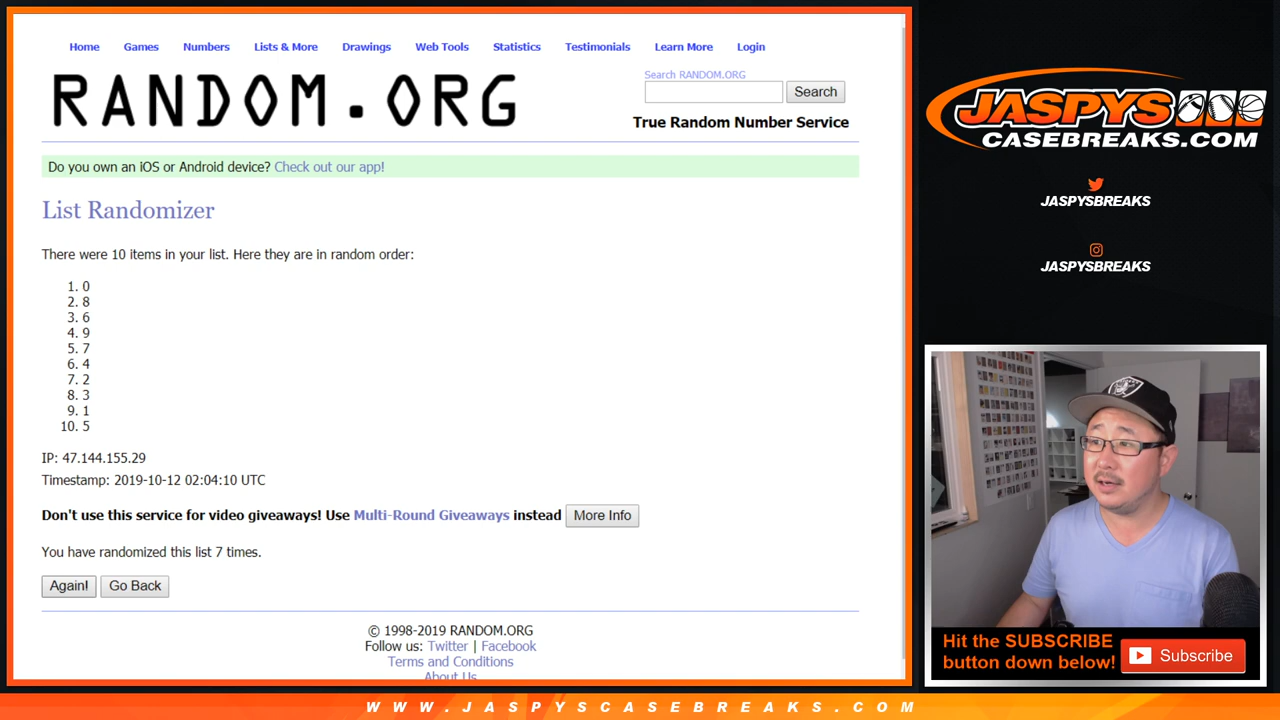 Home Games Numbers Lists & More Drawings Web Tools Statistics Testimonials Learn More Login
RANDOM.ORG
Search RANDOM.ORG
Search
True Random Number Service
Do you own an iOS or Android device? Check out our app!
List Randomizer
There were 10 items in your list. Here they are in random order:
1. 0
2. 8
3. 6
4. 9
5. 7
6. 4
7. 2
8. 3
9. 1
10. 5
IP: 47.144.155.29
Timestamp: 2019-10-12 02:04:10 UTC
Don't use this service for video giveaways! Use Multi-Round Giveaways instead More Info
You have randomized this list 7 times.
Again! Go Back
© 1998-2019 RANDOM.ORG
Follow us: Twitter | Facebook
Terms and Conditions
About Us
JASPYS
CASEBREAKS.COM
JASPYSBREAKS
JASPYSBREAKS
Hit the SUBSCRIBE
button down below!
Subscribe
WWW.JASPYSCASEBREAKS.COM